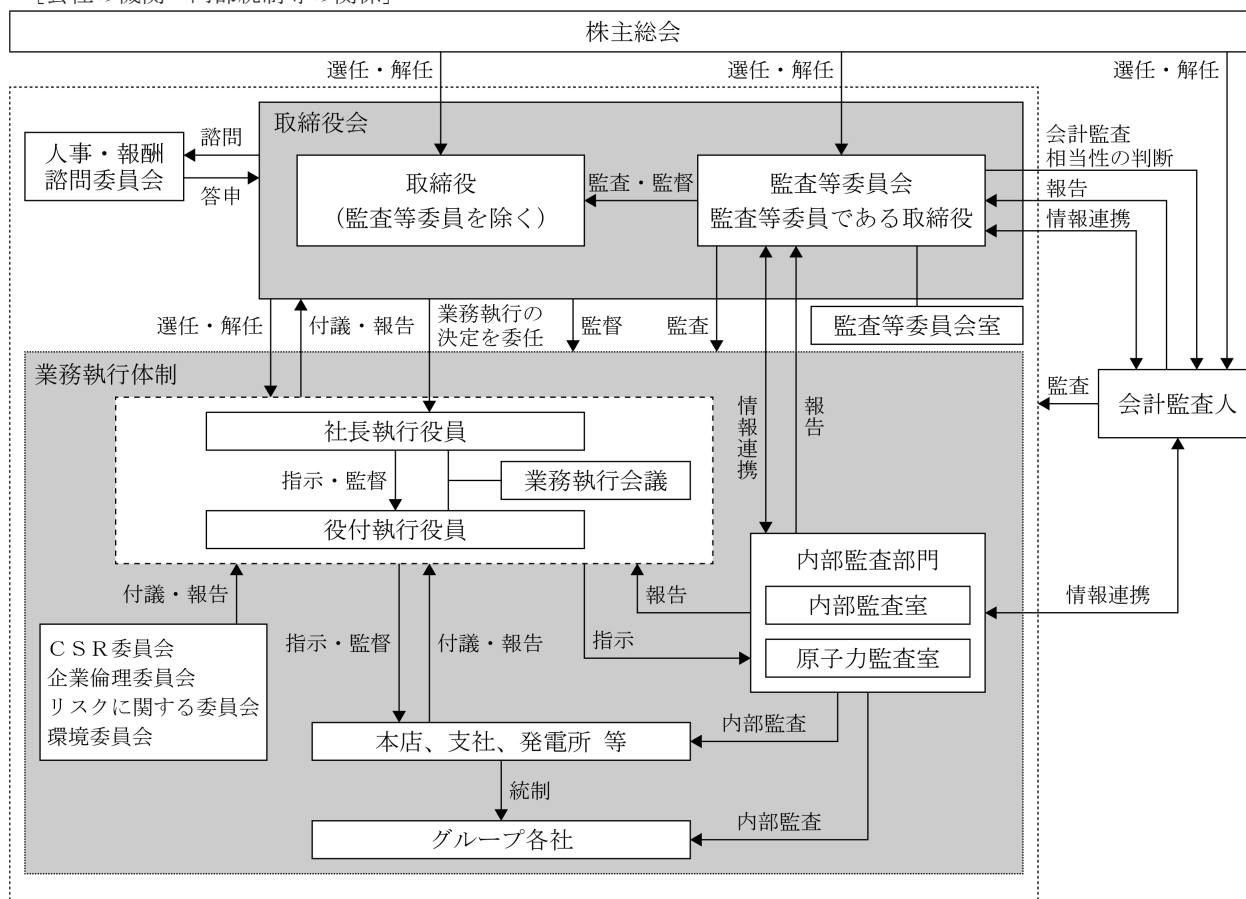 [会社の機関・内部統制等の関係]
株主総会
選任・解任
選任・解任
選任・解任
取締役会
人事・報酬
諮問委員会
諮問
答申
取締役
(監査等委員を除く)
監査・監督
監査等委員会
監査等委員である取締役
会計監査
相当性の判断
報告
情報連携
選任・解任
付議・報告
業務執行の
決定を委任
監督
監査
監査等委員会室
業務執行体制
社長執行役員
指示・監督
業務執行会議
役付執行役員
情報連携
報告
監査
会計監査人
内部監査部門
内部監査室
原子力監査室
情報連携
付議・報告
報告
CSR委員会
企業倫理委員会
リスクに関する委員会
環境委員会
指示・監督
付議・報告
指示
本店、支社、発電所 等
内部監査
統制
グループ各社
内部監査